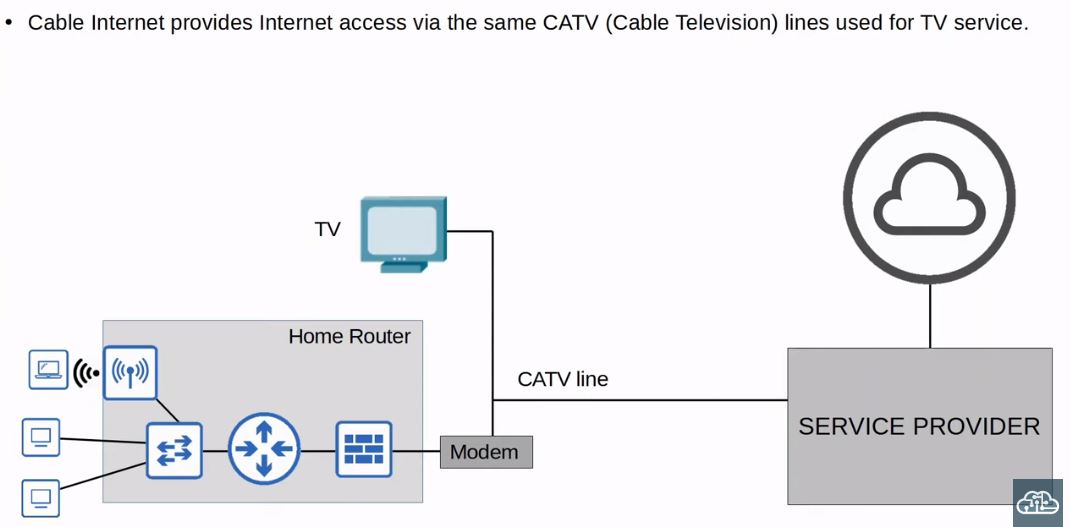 • Cable Internet provides Internet access via the same CATV (Cable Television) lines used for TV service.
TV
Home Router
CATV line
Modem
SERVICE PROVIDER